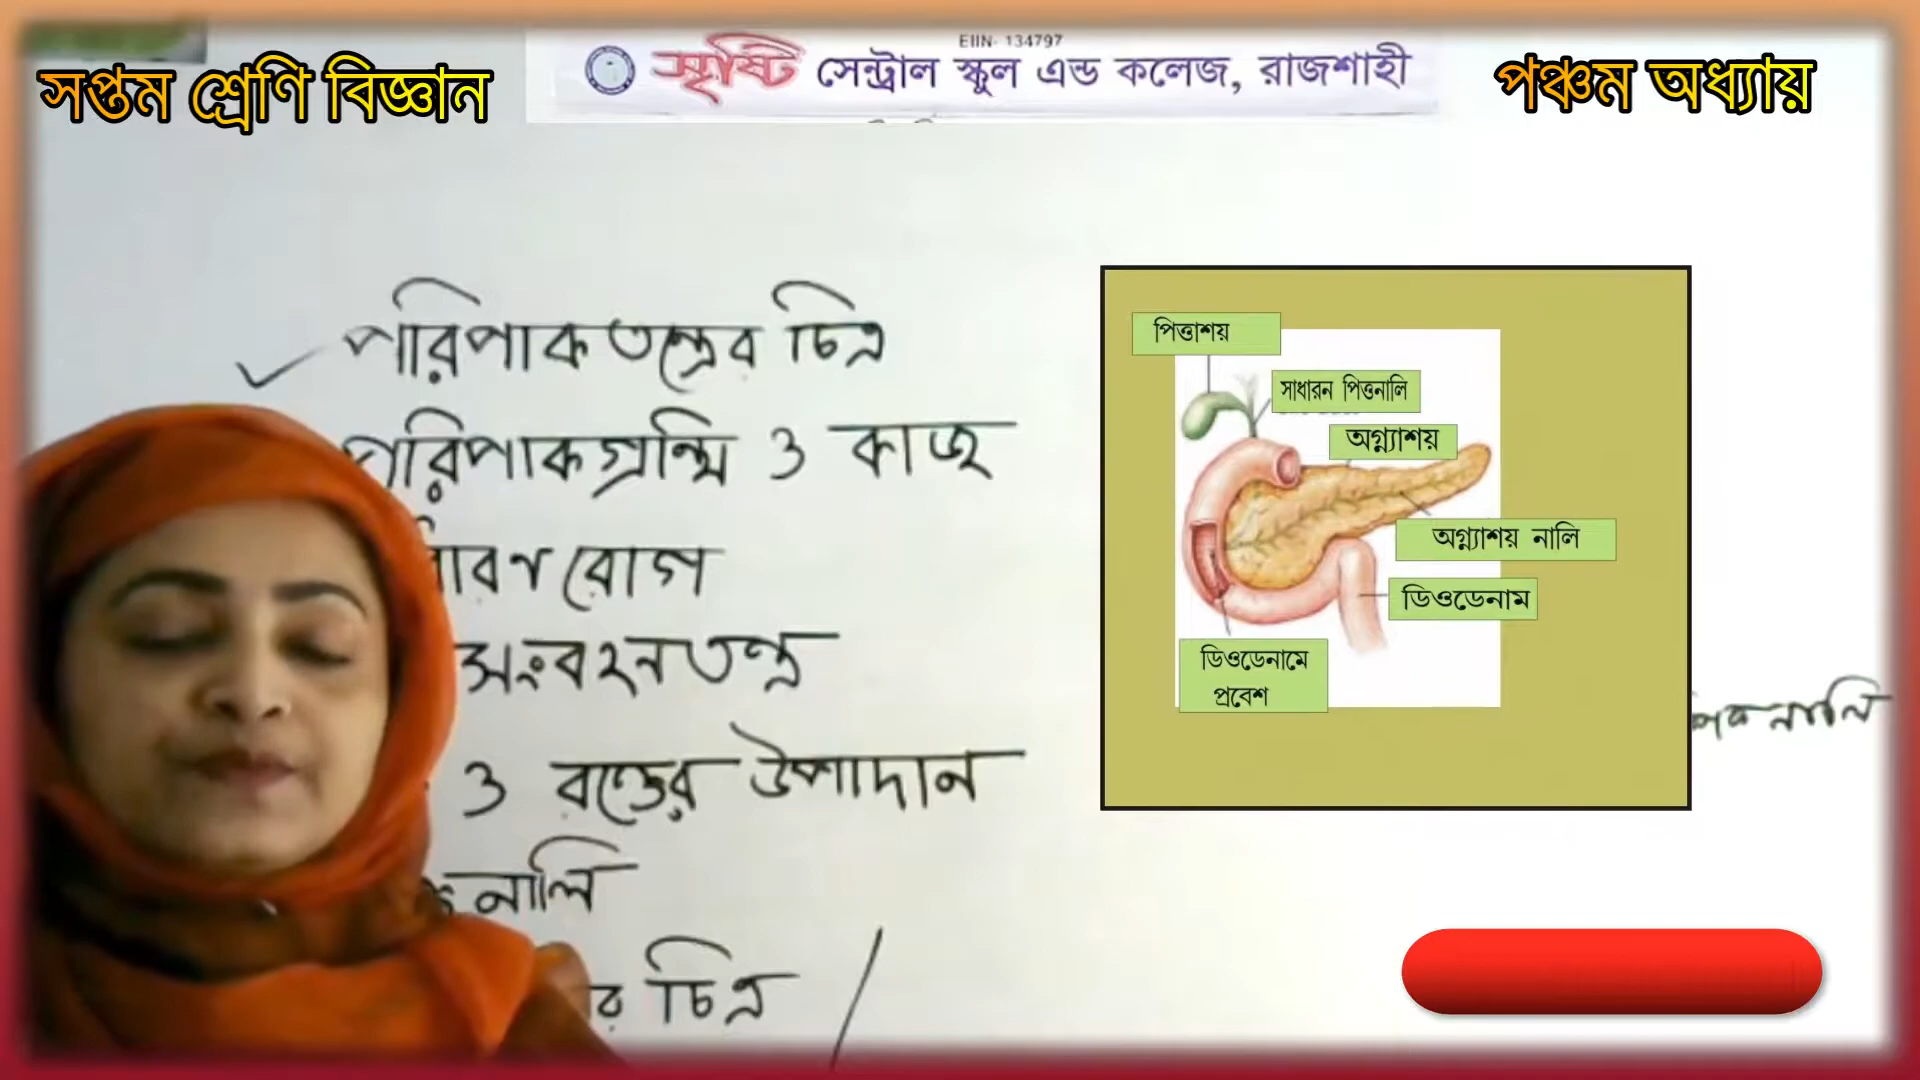 EIIN- 134797
সপ্তম শ্রেণি বিজ্ঞান
সৃষ্টি সেন্ট্রাল স্কুল এন্ড কলেজ, রাজশাহী
পঞ্চম অধ্যায়
পরিপাকতন্ত্রের চিত্র
পরিপাকগ্রন্থি ও কাজ
রোগ
সংবহনতন্ত্র
ও রক্তের উপাদান
নালি
র চিত্র
পিত্তাশয়
সাধারন পিত্তনালি
অগ্ন্যাশয়
অগ্ন্যাশয় নালি
ডিওডেনাম
ডিওডেনামে
প্রবেশ
নালি